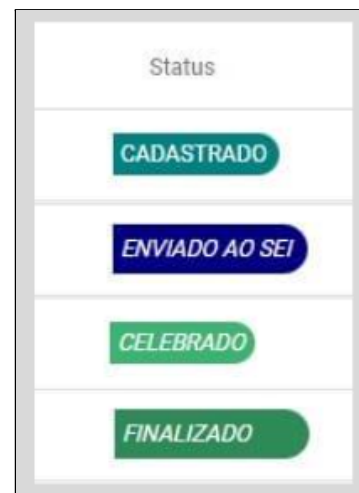 Status
CADASTRADO
ENVIADO AO SEI
CELEBRADO
FINALIZADO